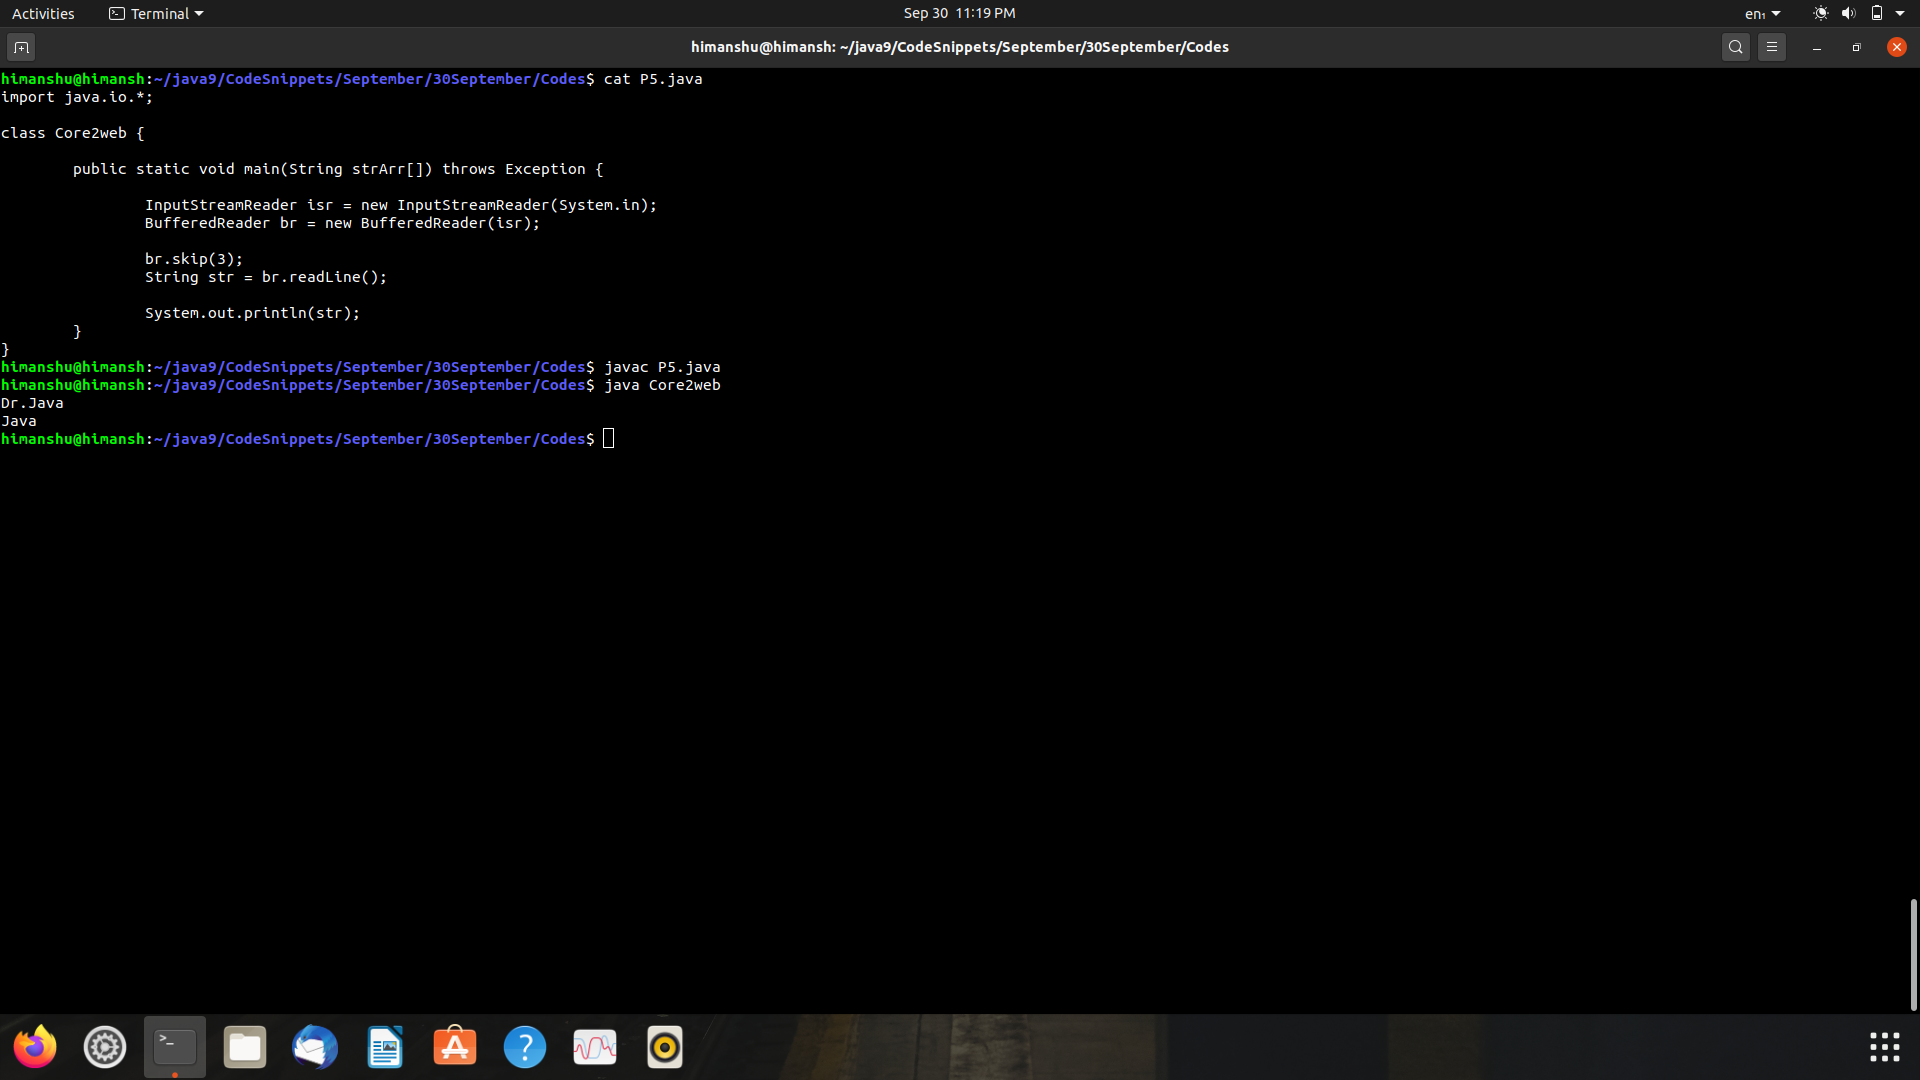 Activities Terminal Sep 30 11:19 PM en₁
himanshu@himansh: ~/java9/CodeSnippets/September/30September/Codes
himanshu@himansh:~/java9/CodeSnippets/September/30September/Codes$ cat P5.java
import java.io.*;
class Core2web {
public static void main(String strArr[]) throws Exception {
InputStreamReader isr = new InputStreamReader(System.in);
BufferedReader br = new BufferedReader(isr);
br.skip(3);
String str = br.readLine();
System.out.println(str);
}
}
himanshu@himansh:~/java9/CodeSnippets/September/30September/Codes$ javac P5.java
himanshu@himansh:~/java9/CodeSnippets/September/30September/Codes$ java Core2web
Dr.Java
Java
himanshu@himansh:~/java9/CodeSnippets/September/30September/Codes$